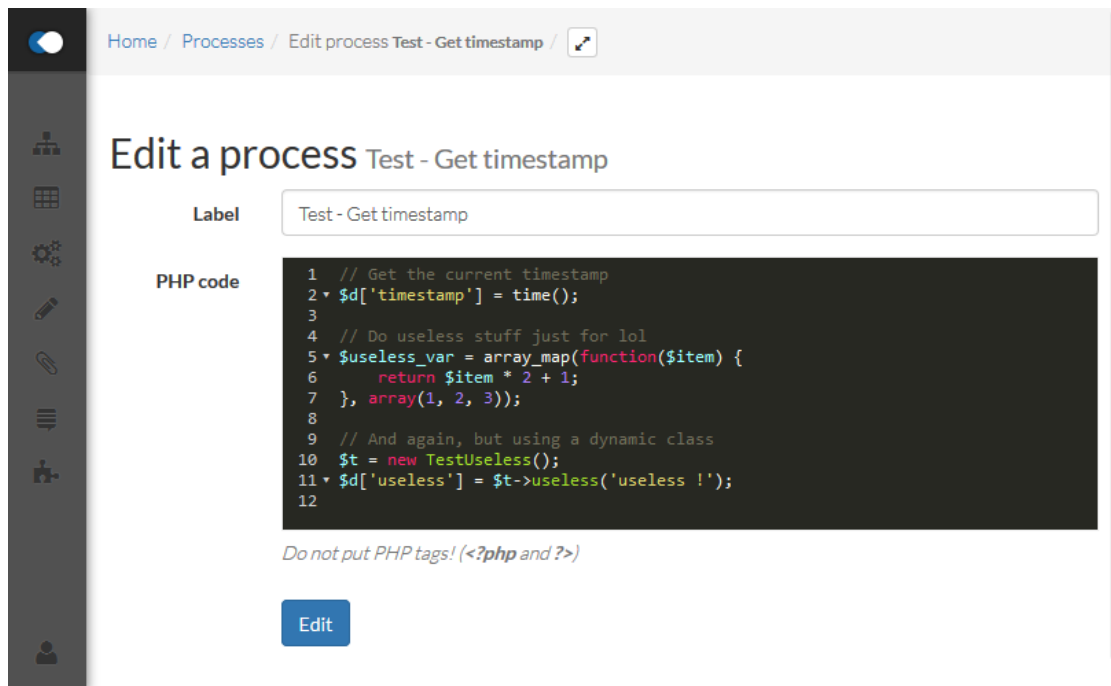 Home / Processes / Edit process Test - Get timestamp /
Edit a process Test - Get timestamp
Label
Test - Get timestamp
PHP code
1 // Get the current timestamp
2 $d['timestamp'] = time();
3
4 // Do useless stuff just for lol
5 $useless_var = array_map(function($item) {
6     return $item * 2 + 1;
7 }, array(1, 2, 3));
8
9 // And again, but using a dynamic class
10 $t = new TestUseless();
11 $d['useless'] = $t->useless('useless !');
12
Do not put PHP tags! (<?php and ?>)
Edit